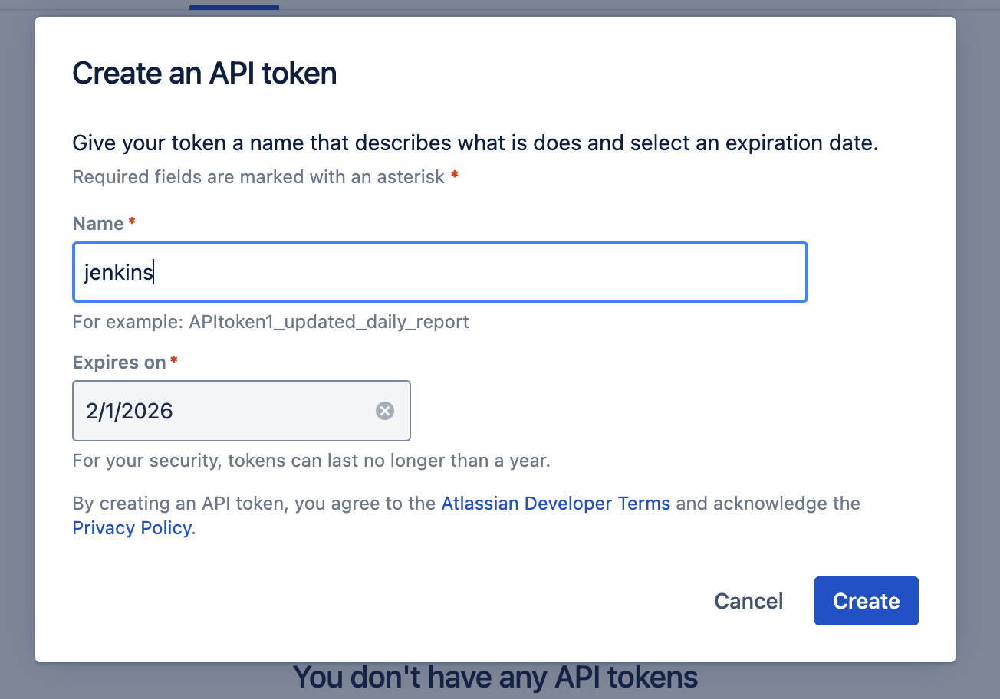 Create an API token
Give your token a name that describes what is does and select an expiration date.
Required fields are marked with an asterisk *
Name *
jenkins
For example: APItoken1_updated_daily_report
Expires on *
2/1/2026
For your security, tokens can last no longer than a year.
By creating an API token, you agree to the Atlassian Developer Terms and acknowledge the
Privacy Policy.
Cancel
Create
You don't have any API tokens